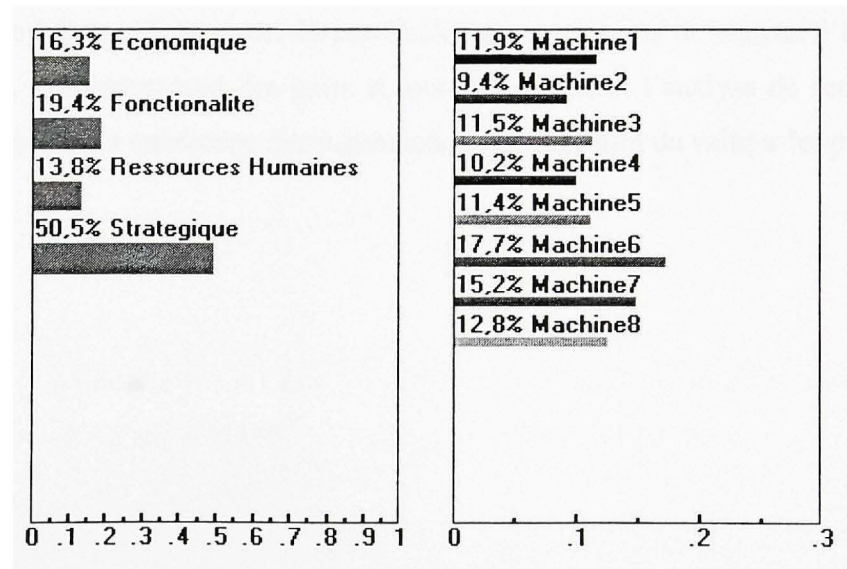 16,3% Economique
19,4% Fonctionalite
13,8% Ressources Humaines
50,5% Strategique
0 .1 .2 .3 .4 .5 .6 .7 .8 .9 1
11,9% Machine1
9,4% Machine2
11,5% Machine3
10,2% Machine4
11,4% Machine5
17,7% Machine6
15,2% Machine7
12,8% Machine8
0 .1 .2 .3